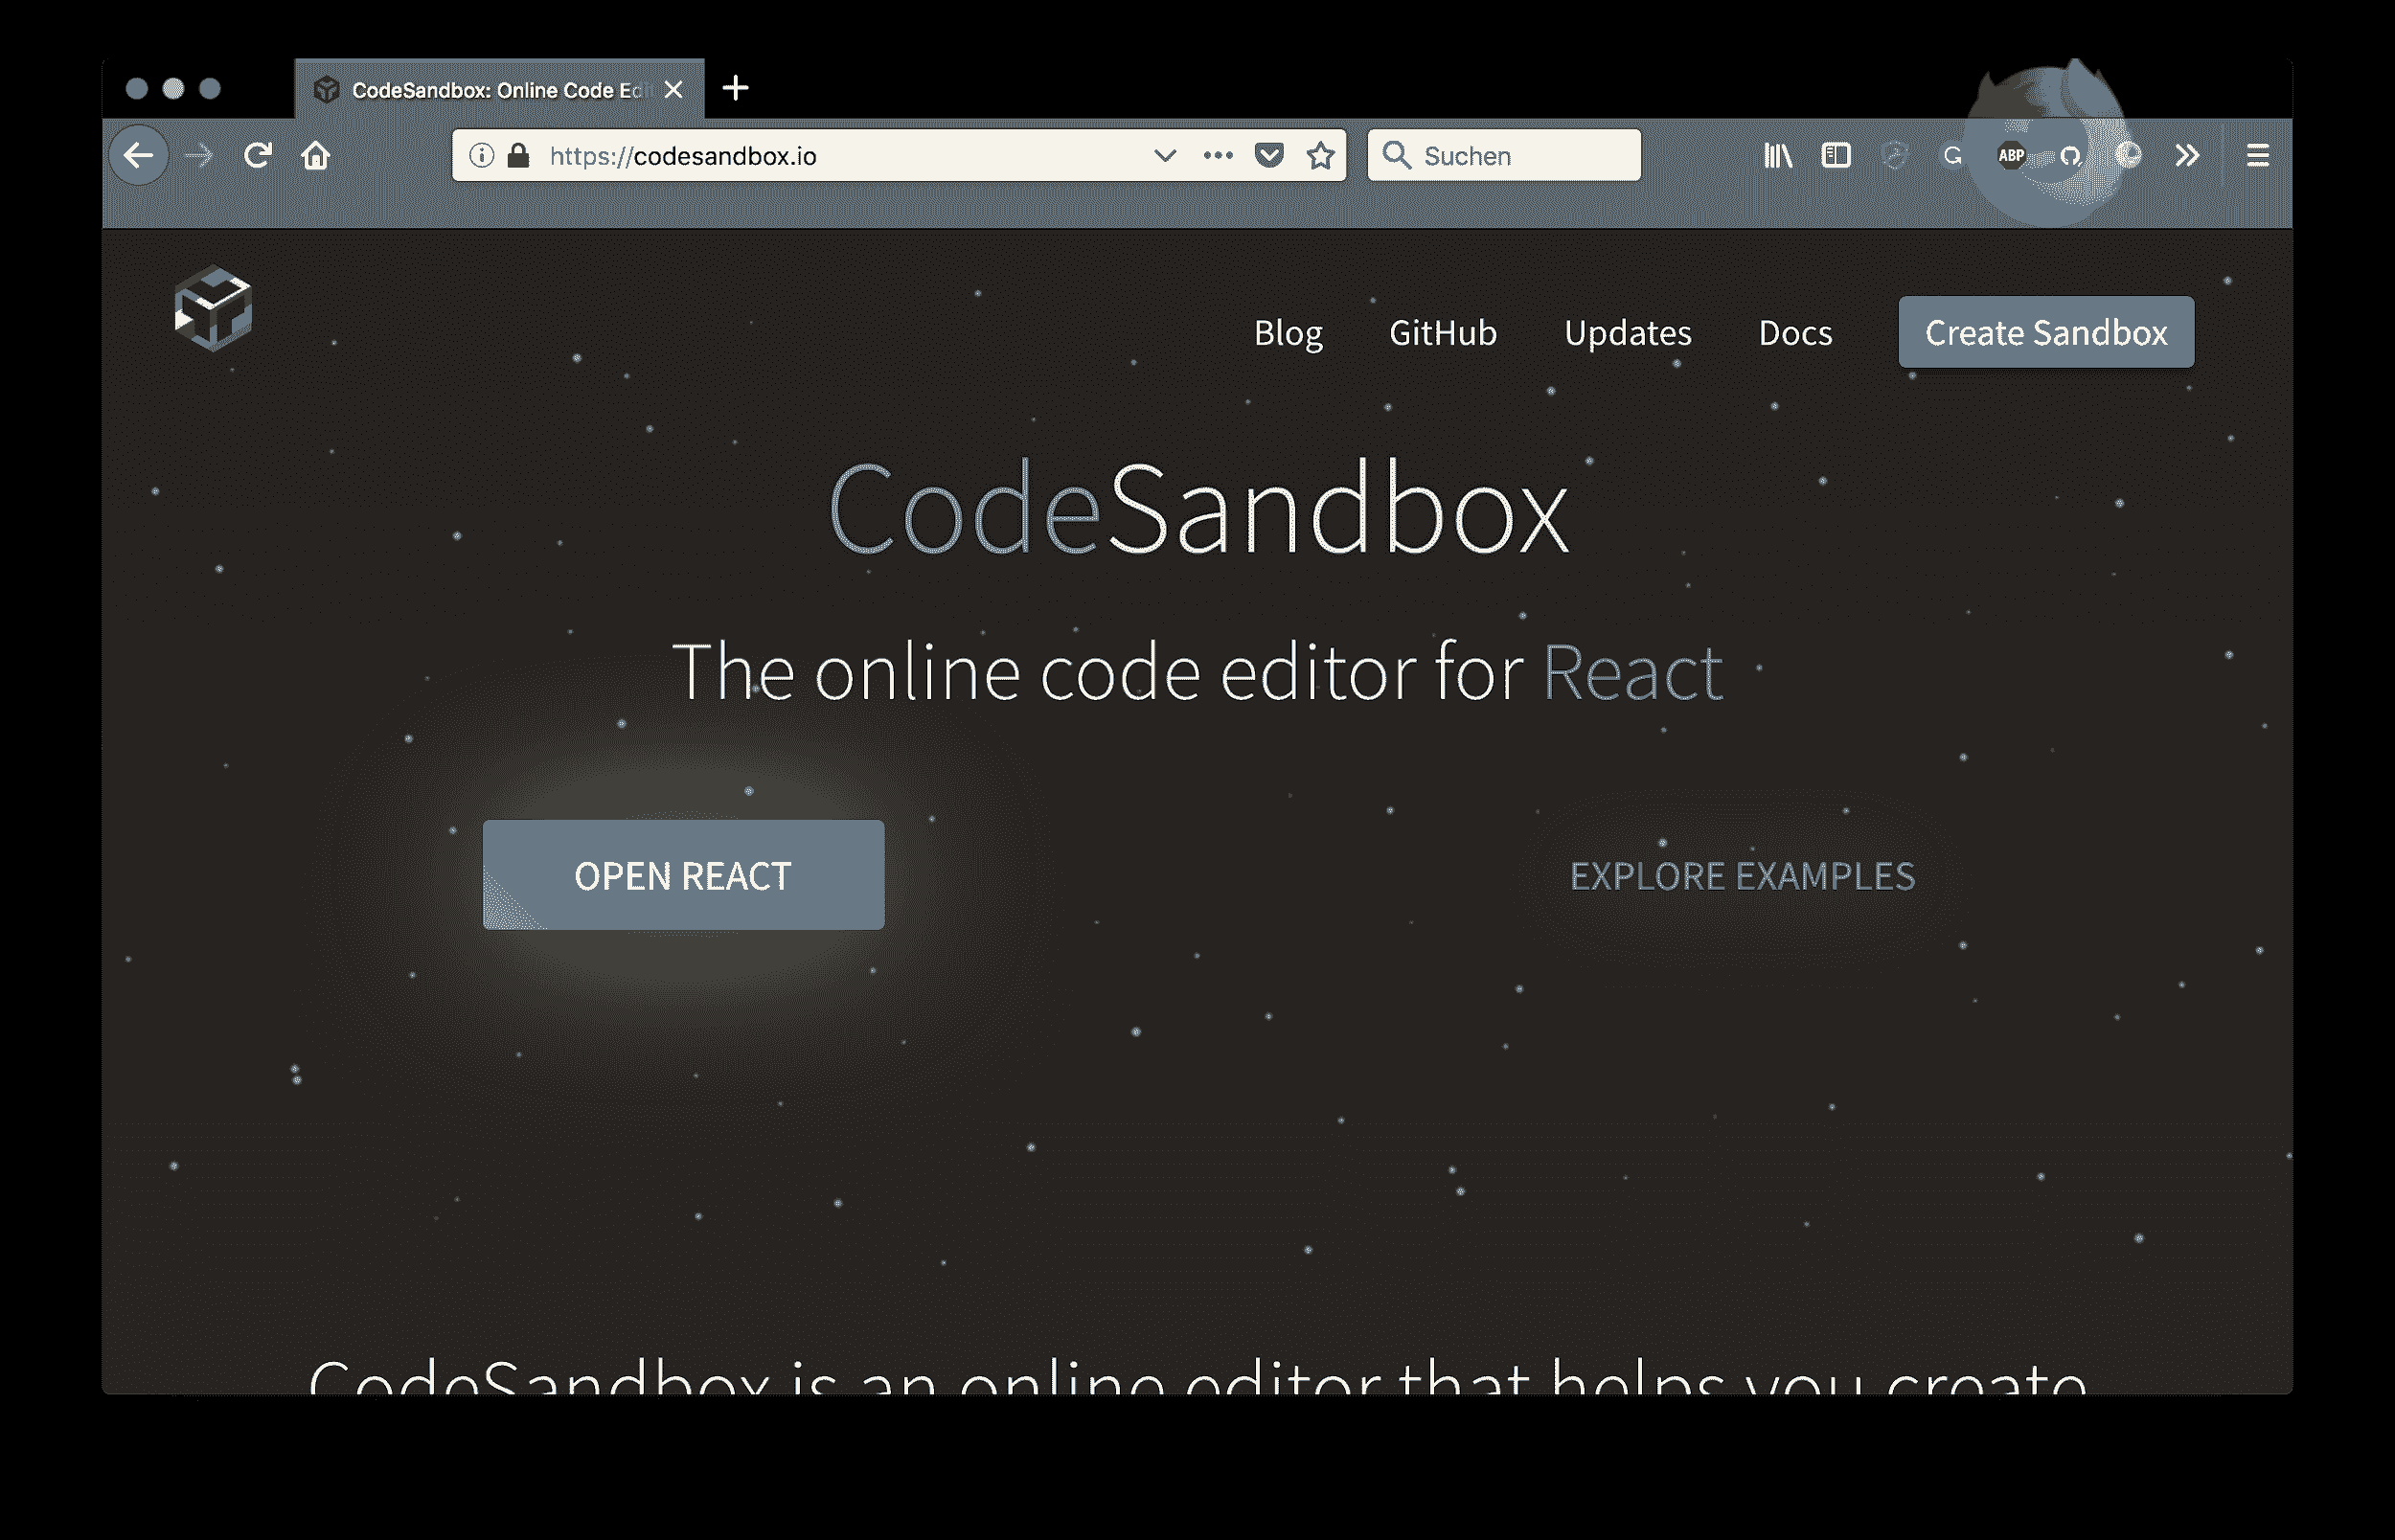 CodeSandbox: Online Code Edi
https://codesandbox.io
Suchen
ABP
Blog GitHub Updates Docs Create Sandbox
CodeSandbox
The online code editor for React
OPEN REACT
EXPLORE EXAMPLES
CodeSandbox is an online editor that helps you create